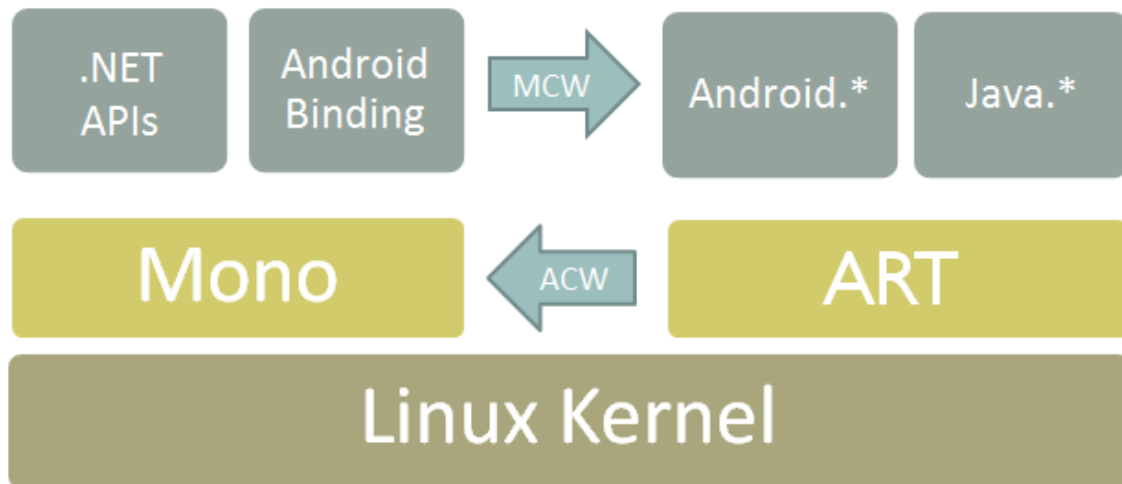 .NET
APIs
Android
Binding
MCW
Android.*
Java.*
Mono
ACW
ART
Linux Kernel